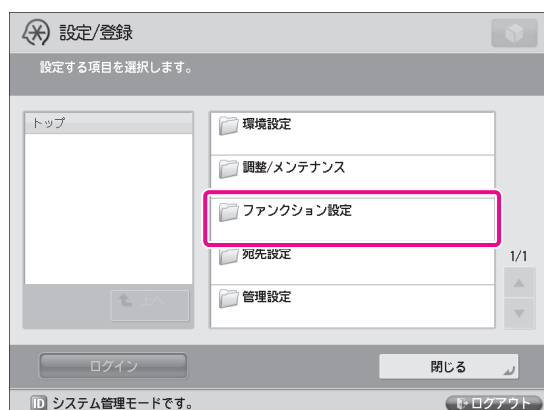 設定/登録
設定する項目を選択します。
トップ
環境設定
調整/メンテナンス
ファンクション設定
宛先設定
1/1
管理設定
上へ
ログイン
閉じる
ID システム管理モードです。
ログアウト